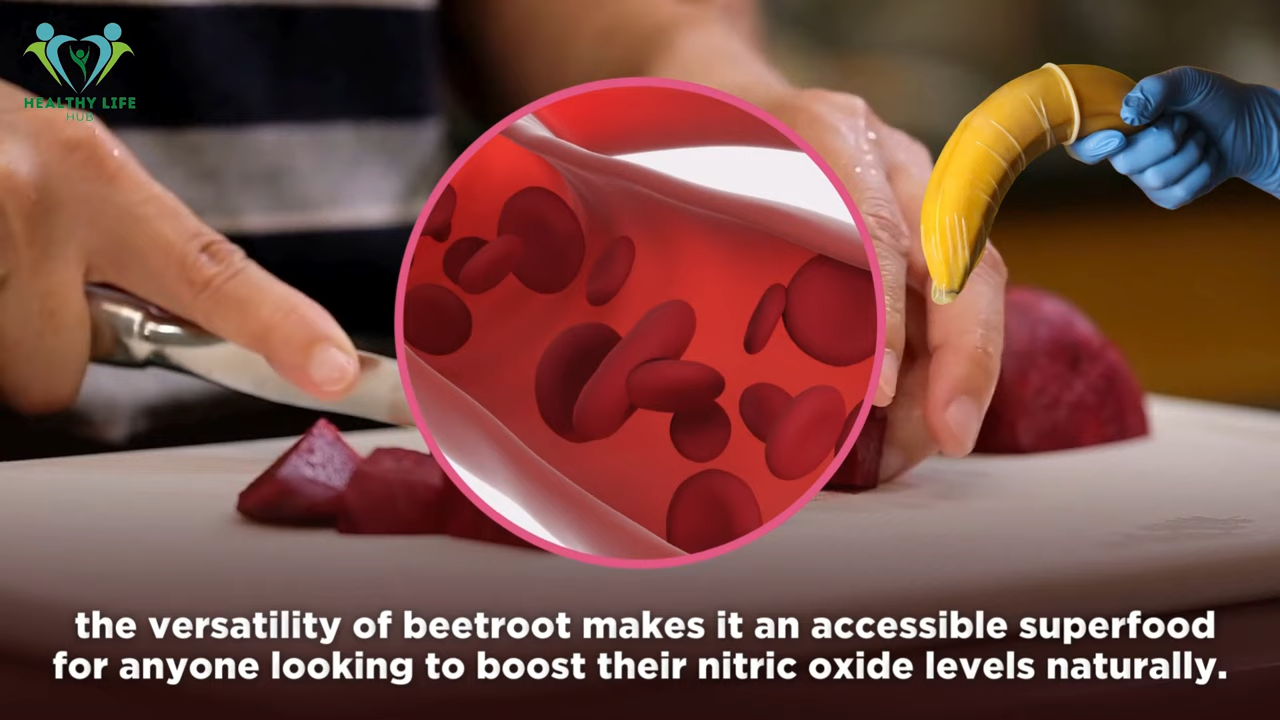 HEALTHY LIFE
HUB
the versatility of beetroot makes it an accessible superfood
for anyone looking to boost their nitric oxide levels naturally.